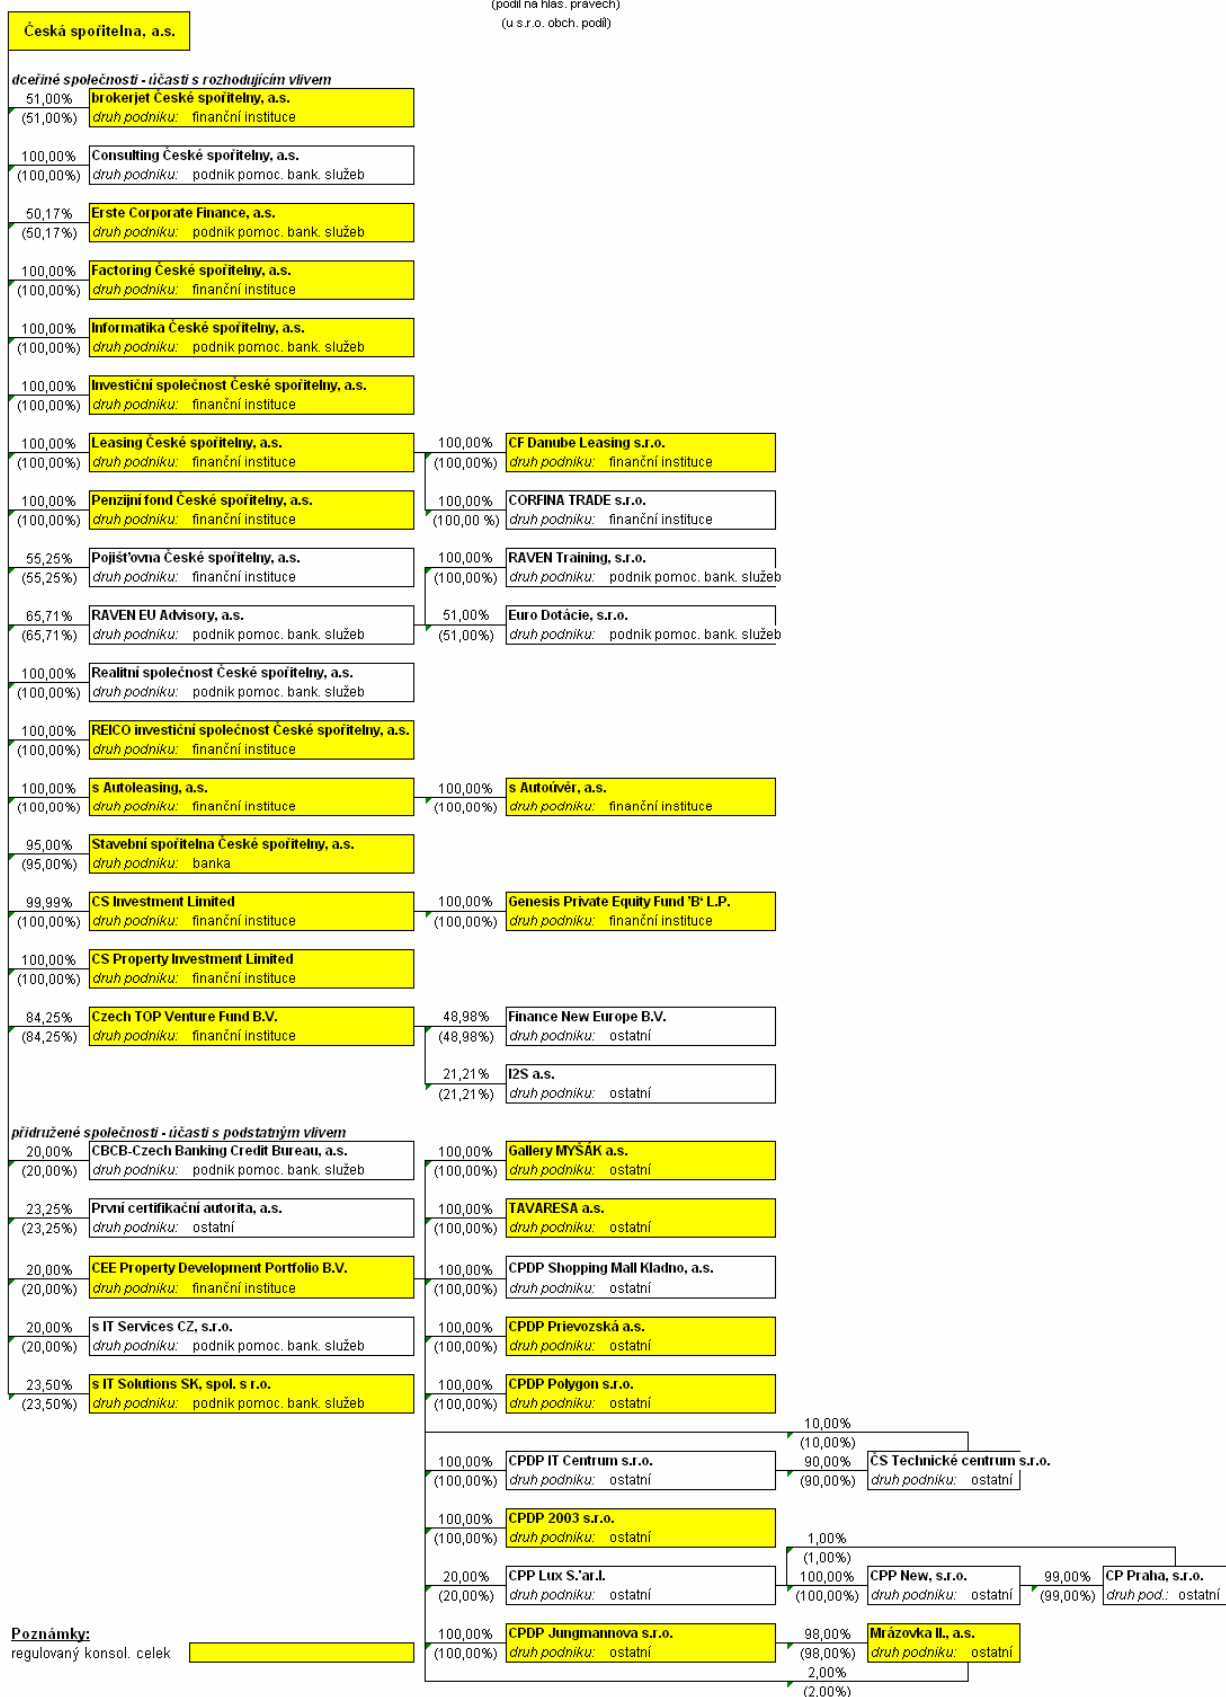 (podíl na hlas. právech)
(u s.r.o. obch. podíl)
Česká spořitelna, a.s.
dceřiné společnosti - účasti s rozhodujícím vlivem
51,00% brokerjet České spořitelny, a.s.
(51,00%) druh podniku: finanční instituce
100,00% Consulting České spořitelny, a.s.
(100,00%) druh podniku: podnik pomoc. bank. služeb
50,17% Erste Corporate Finance, a.s.
(50,17%) druh podniku: podnik pomoc. bank. služeb
100,00% Factoring České spořitelny, a.s.
(100,00%) druh podniku: finanční instituce
100,00% Informatika České spořitelny, a.s.
(100,00%) druh podniku: podnik pomoc. bank. služeb
100,00% Investiční společnost České spořitelny, a.s.
(100,00%) druh podniku: finanční instituce
100,00% Leasing České spořitelny, a.s. 100,00% CF Danube Leasing s.r.o.
(100,00%) druh podniku: finanční instituce (100,00%) druh podniku: finanční instituce
100,00% Penzijní fond České spořitelny, a.s. 100,00% CORFINA TRADE s.r.o.
(100,00%) druh podniku: finanční instituce (100,00 %) druh podniku: finanční instituce
55,25% Pojišťovna České spořitelny, a.s. 100,00% RAVEN Training, s.r.o.
(55,25%) druh podniku: finanční instituce (100,00%) druh podniku: podnik pomoc. bank. služeb
65,71% RAVEN EU Advisory, a.s. 51,00% Euro Dotácie, s.r.o.
(65,71%) druh podniku: podnik pomoc. bank. služeb (51,00%) druh podniku: podnik pomoc. bank. služeb
100,00% Realitní společnost České spořitelny, a.s.
(100,00%) druh podniku: podnik pomoc. bank. služeb
100,00% REICO investiční společnost České spořitelny, a.s.
(100,00%) druh podniku: finanční instituce
100,00% s Autoleasing, a.s. 100,00% s Autoúvěr, a.s.
(100,00%) druh podniku: finanční instituce (100,00%) druh podniku: finanční instituce
95,00% Stavební spořitelna České spořitelny, a.s.
(95,00%) druh podniku: banka
99,99% CS Investment Limited 100,00% Genesis Private Equity Fund 'B' L.P.
(100,00%) druh podniku: finanční instituce (100,00%) druh podniku: finanční instituce
100,00% CS Property Investment Limited
(100,00%) druh podniku: finanční instituce
84,25% Czech TOP Venture Fund B.V. 48,98% Finance New Europe B.V.
(84,25%) druh podniku: finanční instituce (48,98%) druh podniku: ostatní
21,21% I2S a.s.
(21,21%) druh podniku: ostatní
přidružené společnosti - účasti s podstatným vlivem
20,00% CBCB-Czech Banking Credit Bureau, a.s. 100,00% Gallery MYŠÁK a.s.
(20,00%) druh podniku: podnik pomoc. bank. služeb (100,00%) druh podniku: ostatní
23,25% První certifikační autorita, a.s. 100,00% TAVARESA a.s.
(23,25%) druh podniku: ostatní (100,00%) druh podniku: ostatní
20,00% CEE Property Development Portfolio B.V. 100,00% CPDP Shopping Mall Kladno, a.s.
(20,00%) druh podniku: finanční instituce (100,00%) druh podniku: ostatní
20,00% s IT Services CZ, s.r.o. 100,00% CPDP Prievozská a.s.
(20,00%) druh podniku: podnik pomoc. bank. služeb (100,00%) druh podniku: ostatní
23,50% s IT Solutions SK, spol. s r.o. 100,00% CPDP Polygon s.r.o.
(23,50%) druh podniku: podnik pomoc. bank. služeb (100,00%) druh podniku: ostatní
10,00%
(10,00%)
100,00% CPDP IT Centrum s.r.o. 90,00% ČS Technické centrum s.r.o.
(100,00%) druh podniku: ostatní (90,00%) druh podniku: ostatní
100,00% CPDP 2003 s.r.o.
(100,00%) druh podniku: ostatní
1,00%
(1,00%)
20,00% CPP Lux S.'ar.l. 100,00% CPP New, s.r.o. 99,00% CP Praha, s.r.o.
(20,00%) druh podniku: ostatní (100,00%) druh podniku: ostatní (99,00%) druh pod.: ostatní
Poznámky: 100,00% CPDP Jungmannova s.r.o. 98,00% Mrázovka II., a.s.
regulovaný konsol. celek (100,00%) druh podniku: ostatní (98,00%) druh podniku: ostatní
2,00%
(2,00%)